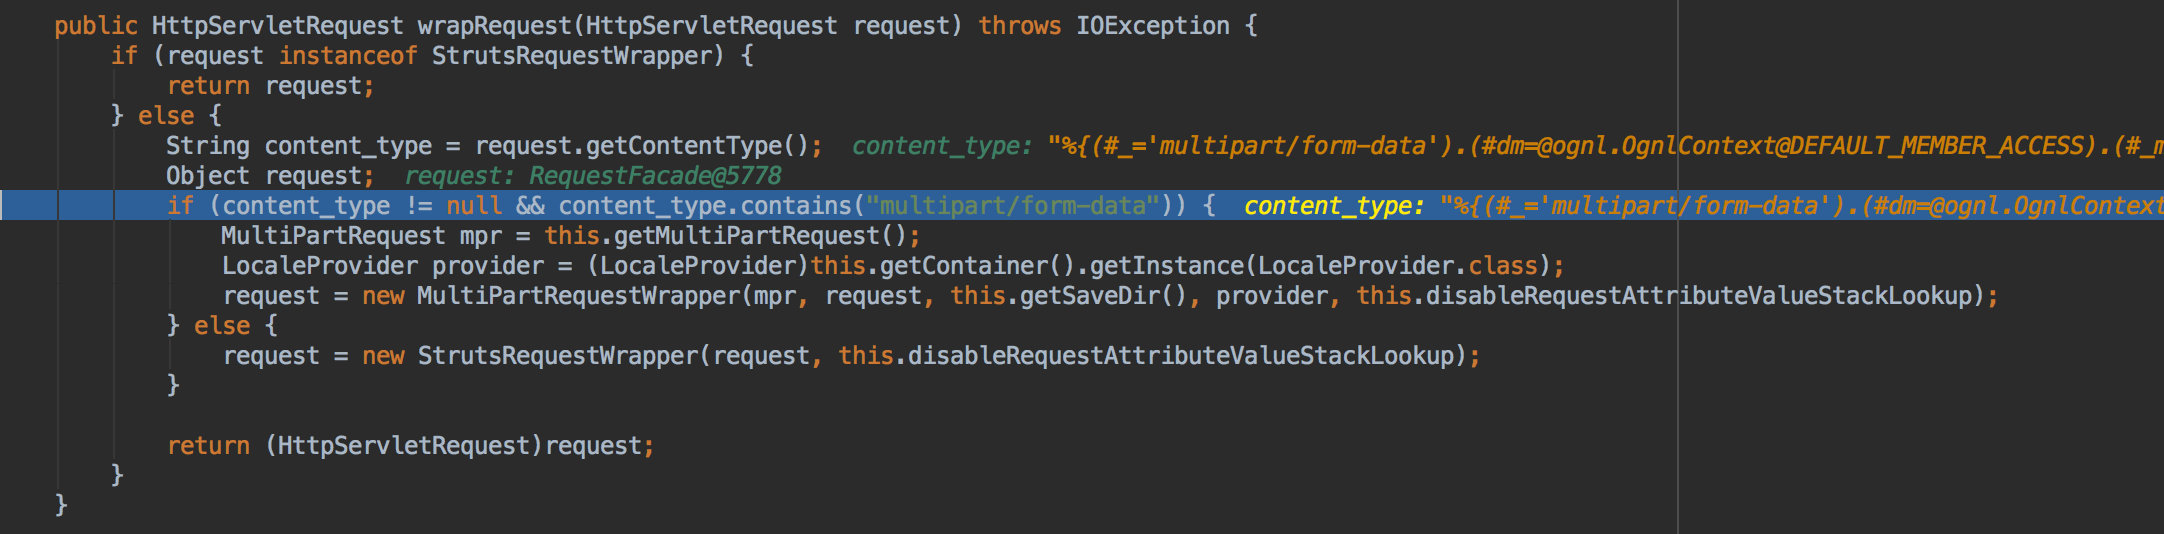 public HttpServletRequest wrapRequest(HttpServletRequest request) throws IOException {
if (request instanceof StrutsRequestWrapper) {
return request;
} else {
String content_type = request.getContentType(); content_type: "%{(#_='multipart/form-data').(#dm=@ognl.OgnlContext@DEFAULT_MEMBER_ACCESS).(#_m
Object request; request: RequestFacade@5778
if (content_type != null && content_type.contains("multipart/form-data")) { content_type: "%{(#_='multipart/form-data').(#dm=@ognl.OgnlContext
MultiPartRequest mpr = this.getMultiPartRequest();
LocaleProvider provider = (LocaleProvider)this.getContainer().getInstance(LocaleProvider.class);
request = new MultiPartRequestWrapper(mpr, request, this.getSaveDir(), provider, this.disableRequestAttributeValueStackLookup);
} else {
request = new StrutsRequestWrapper(request, this.disableRequestAttributeValueStackLookup);
}
return (HttpServletRequest)request;
}
}